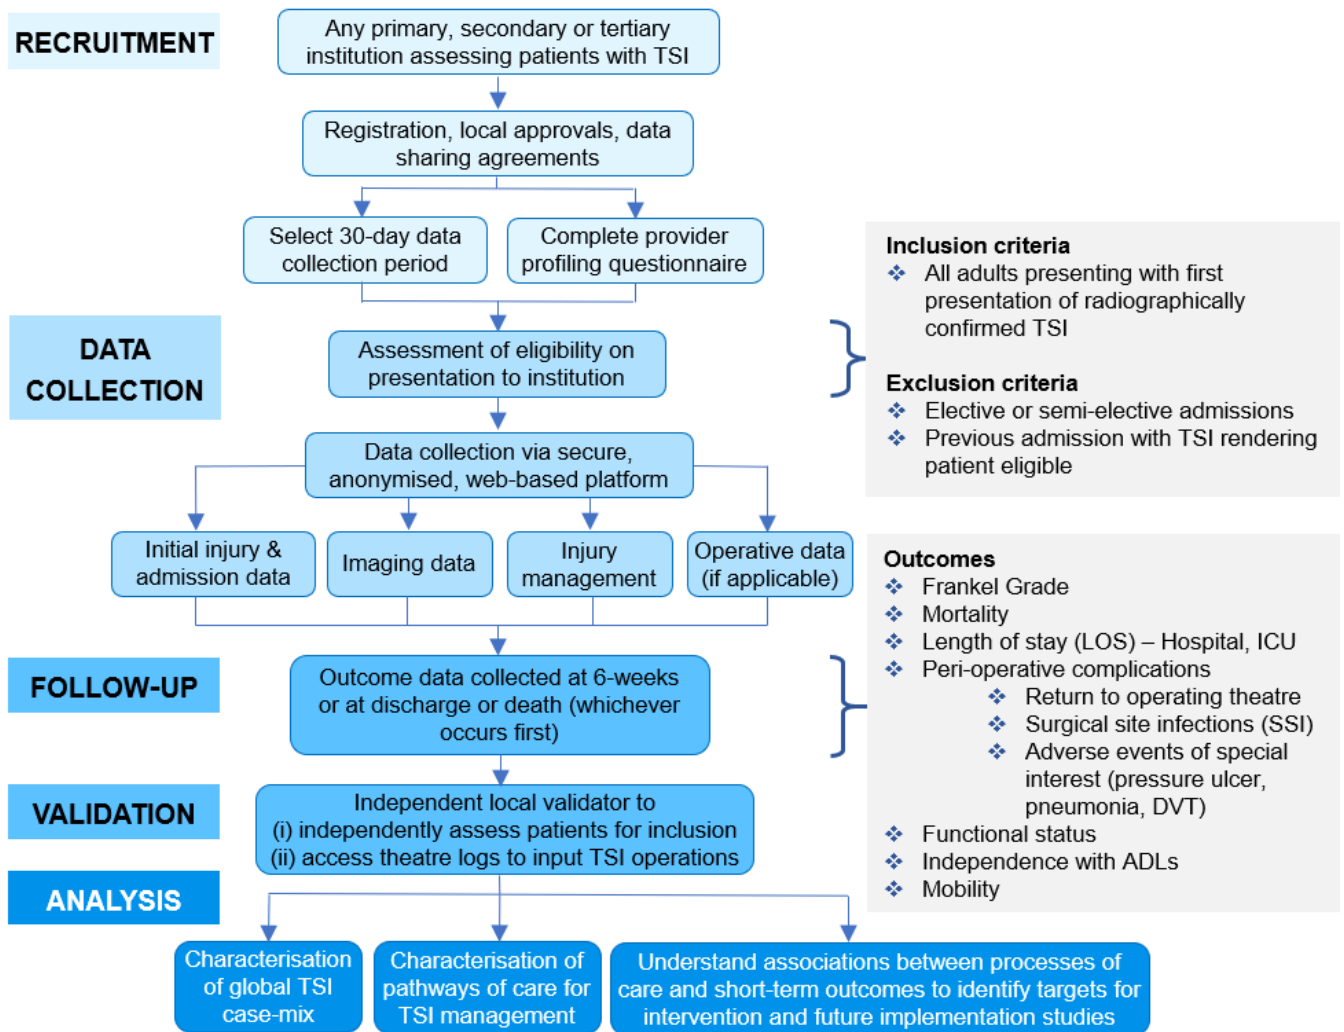 RECRUITMENT
Any primary, secondary or tertiary
institution assessing patients with TSI
Registration, local approvals, data
sharing agreements
Select 30-day data
collection period
Complete provider
profiling questionnaire
DATA
COLLECTION
Assessment of eligibility on
presentation to institution
Inclusion criteria
❖ All adults presenting with first
presentation of radiographically
confirmed TSI
Exclusion criteria
❖ Elective or semi-elective admissions
❖ Previous admission with TSI rendering
patient eligible
Data collection via secure,
anonymised, web-based platform
Initial injury &
admission data
Imaging data
Injury
management
Operative data
(if applicable)
FOLLOW-UP
Outcome data collected at 6-weeks
or at discharge or death (whichever
occurs first)
Outcomes
❖ Frankel Grade
❖ Mortality
❖ Length of stay (LOS) – Hospital, ICU
❖ Peri-operative complications
❖ Return to operating theatre
❖ Surgical site infections (SSI)
❖ Adverse events of special
interest (pressure ulcer,
pneumonia, DVT)
❖ Functional status
❖ Independence with ADLs
❖ Mobility
VALIDATION
Independent local validator to
(i) independently assess patients for inclusion
(ii) access theatre logs to input TSI operations
ANALYSIS
Characterisation
of global TSI
case-mix
Characterisation of
pathways of care for
TSI management
Understand associations between processes of
care and short-term outcomes to identify targets for
intervention and future implementation studies